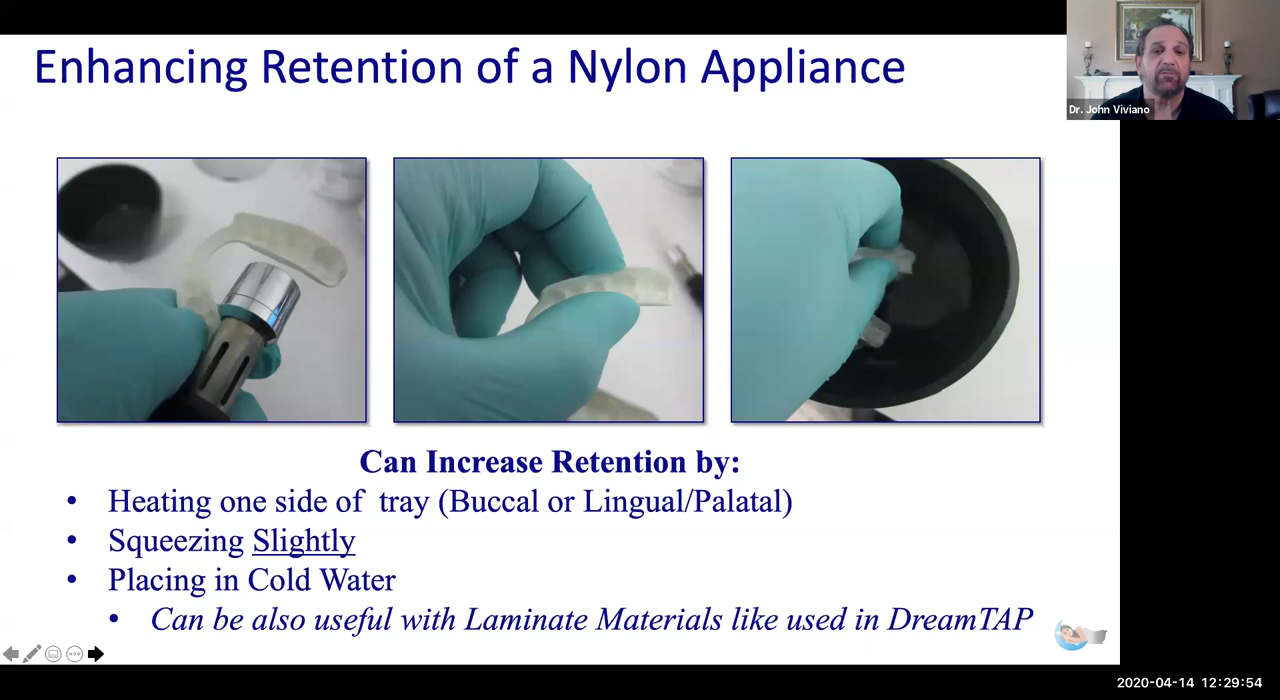 Enhancing Retention of a Nylon Appliance
Dr. John Viviano
Can Increase Retention by:
• Heating one side of tray (Buccal or Lingual/Palatal)
• Squeezing Slightly
• Placing in Cold Water
• Can be also useful with Laminate Materials like used in DreamTAP
2020-04-14 12:29:54